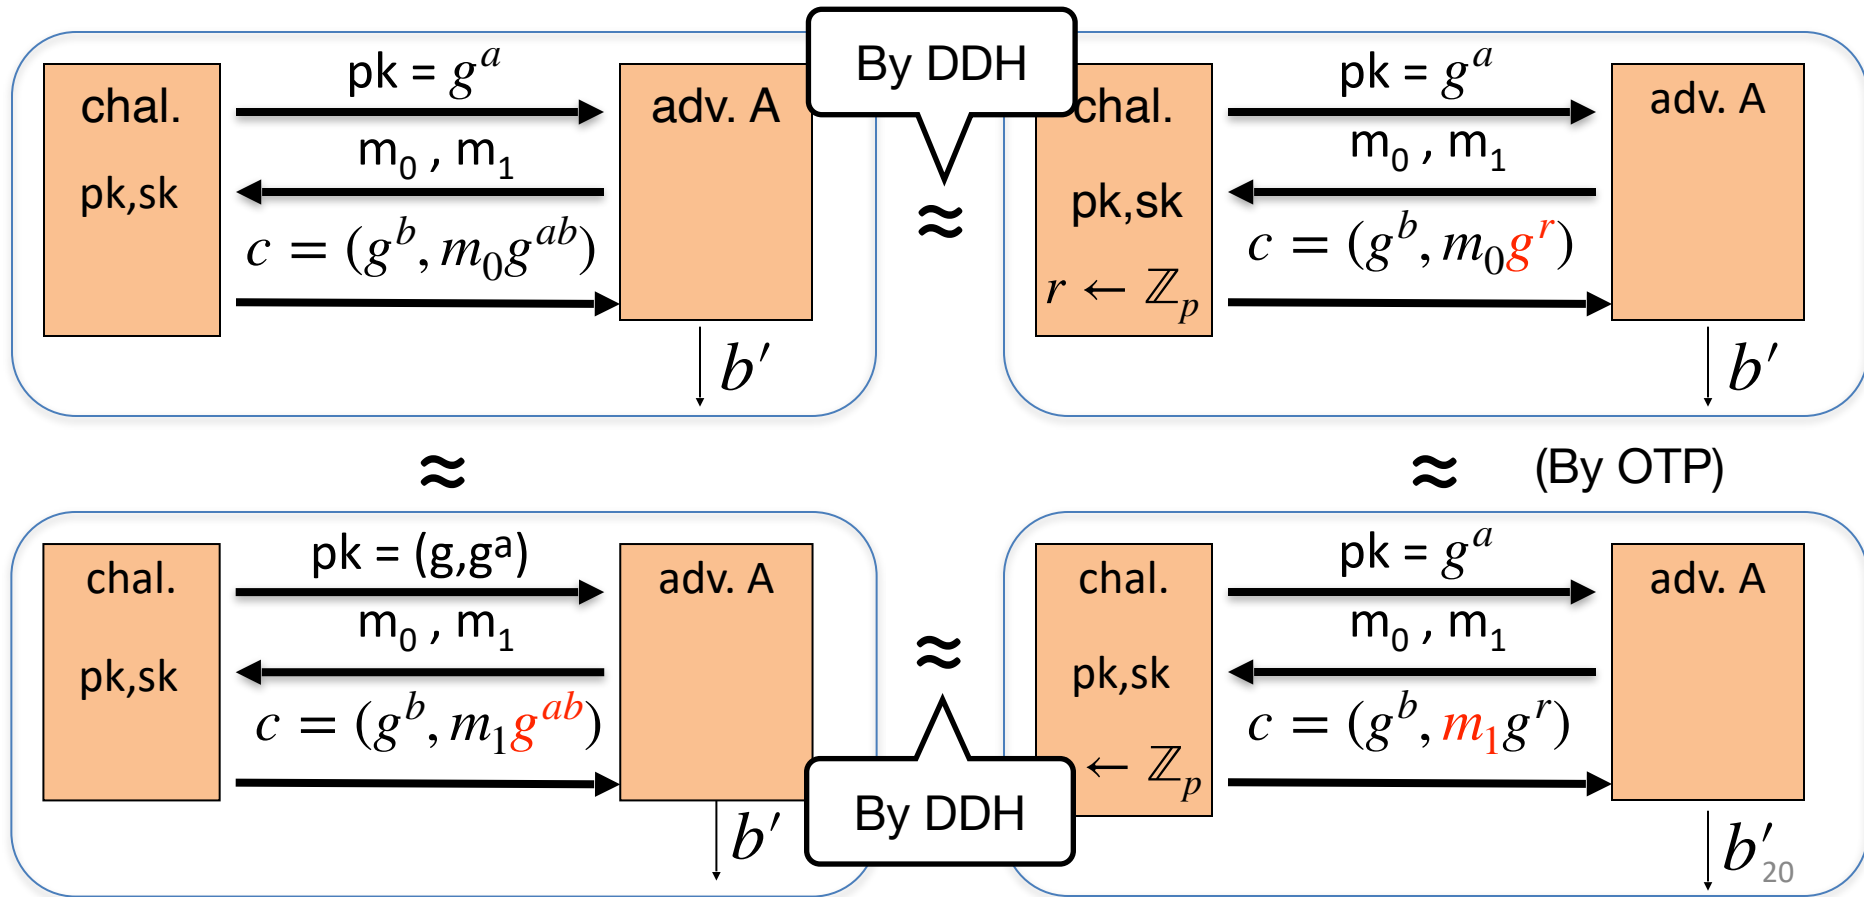 By DDH
pk = g^a
chal.
adv. A
m_0 , m_1
pk,sk
c = (g^b, m_0 g^{ab})
b′
≈
pk = g^a
chal.
adv. A
m_0 , m_1
pk,sk
c = (g^b, m_0 g^r)
r ← ℤ_p
b′
≈
≈ (By OTP)
pk = (g,g^a)
chal.
adv. A
m_0 , m_1
pk,sk
c = (g^b, m_1 g^{ab})
b′
≈
By DDH
pk = g^a
chal.
adv. A
m_0 , m_1
pk,sk
c = (g^b, m_1 g^r)
← ℤ_p
b′
20